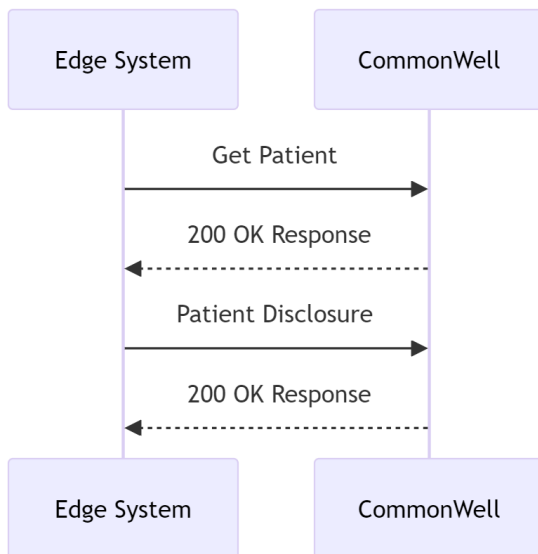 Edge System
CommonWell
Get Patient
200 OK Response
Patient Disclosure
200 OK Response
Edge System
CommonWell